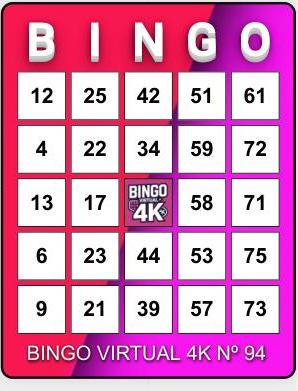 B I N G O
12 25 42 51 61
4 22 34 59 72
13 17 BINGO VIRTUAL 4K 58 71
6 23 44 53 75
9 21 39 57 73
BINGO VIRTUAL 4K Nº 94